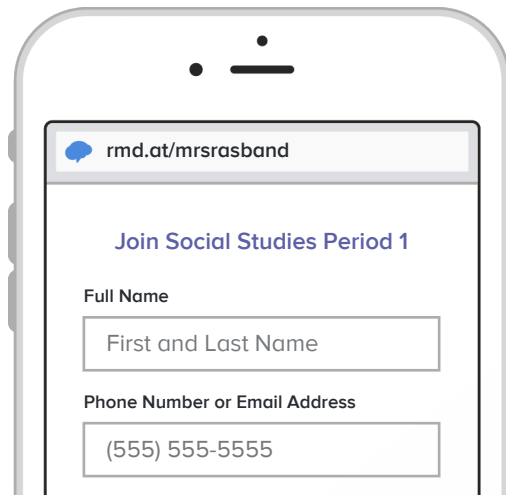 rmd.at/mrsrasband
Join Social Studies Period 1
Full Name
First and Last Name
Phone Number or Email Address
(555) 555-5555